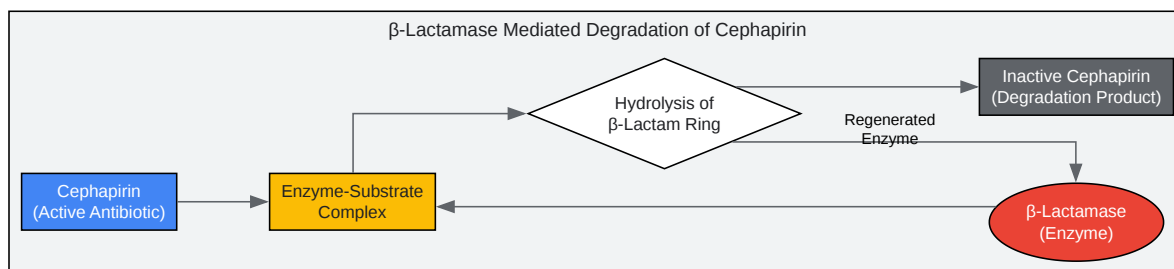 β-Lactamase Mediated Degradation of Cephapirin
Inactive Cephapirin
(Degradation Product)
Hydrolysis of
β-Lactam Ring
Regenerated
Enzyme
Cephapirin
(Active Antibiotic)
Enzyme-Substrate
Complex
β-Lactamase
(Enzyme)